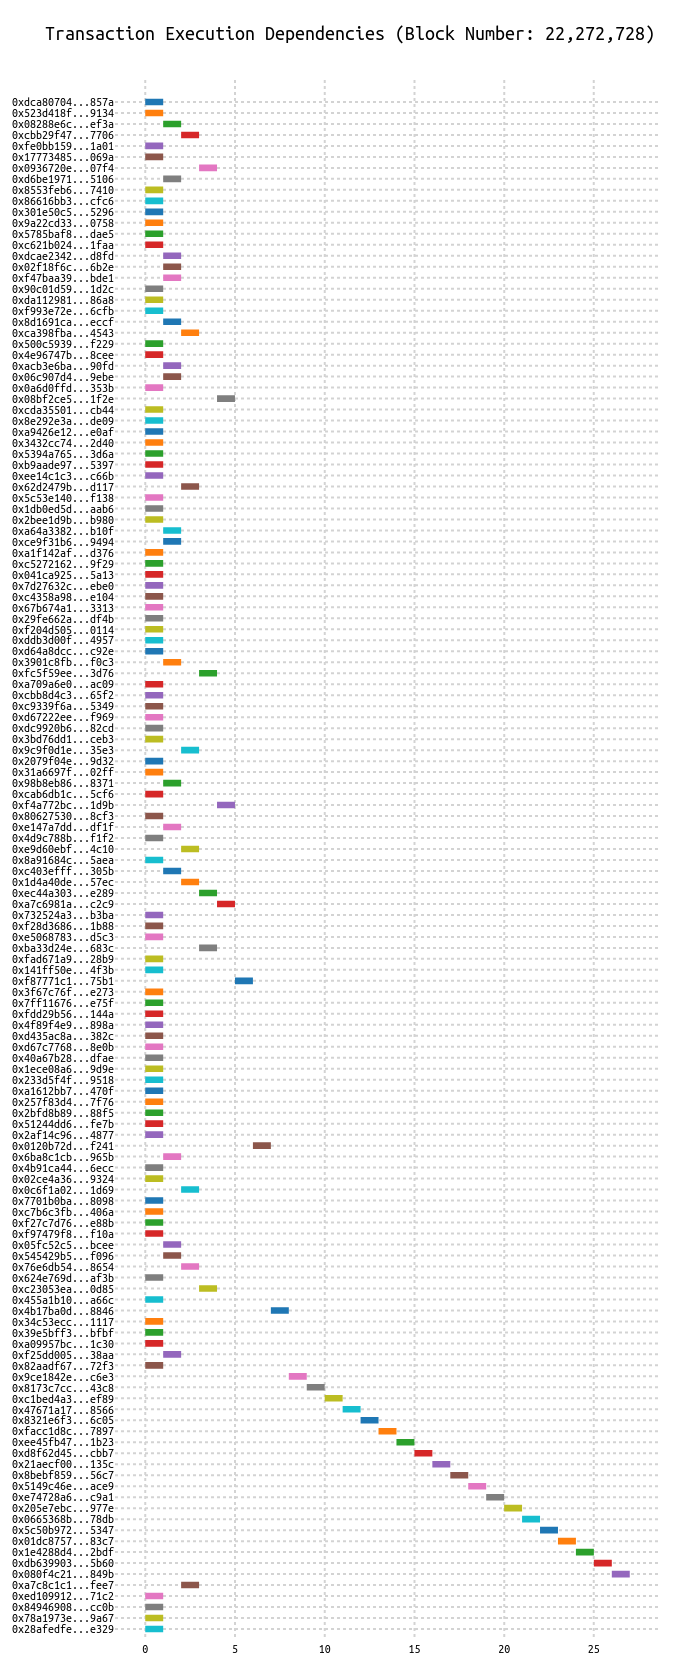 Transaction Execution Dependencies (Block Number: 22,272,728)
0xdca80704...857a
0x523d418f...9134
0x08288e6c...ef3a
0xcbb29f47...7706
0xfe0bb159...1a01
0x17773485...069a
0x0936720e...07f4
0xd6be1971...5106
0x8553feb6...7410
0x86616bb3...cfc6
0x301e50c5...5296
0x9a22cd33...0758
0x5785baf8...dae5
0xc621b024...1faa
0xdcae2342...d8fd
0x02f18f6c...6b2e
0xf47baa39...bde1
0x90c01d59...1d2c
0xda112981...86a8
0xf993e72e...6cfb
0x8d1691ca...eccf
0xca398fba...4543
0x500c5939...f229
0x4e96747b...8cee
0xacb3e6ba...90fd
0x06c907d4...9ebe
0x0a6d0ffd...353b
0x08bf2ce5...1f2e
0xcda35501...cb44
0x8e292e3a...de09
0xa9426e12...e0af
0x3432cc74...2d40
0x5394a765...3d6a
0xb9aade97...5397
0xee14c1c3...c66b
0x62d2479b...d117
0x5c53e140...f138
0x1db0ed5d...aab6
0x2bee1d9b...b980
0xa64a3382...b10f
0xce9f31b6...9494
0xa1f142af...d376
0xc5272162...9f29
0x041ca925...5a13
0x7d27632c...ebe0
0xc4358a98...e104
0x67b674a1...3313
0x29fe662a...df4b
0xf204d505...0114
0xddb3d00f...4957
0xd64a8dcc...c92e
0x3901c8fb...f0c3
0xfc5f59ee...3d76
0xa709a6e0...ac09
0xcbb8d4c3...65f2
0xc9339f6a...5349
0xd67222ee...f969
0xdc9920b6...82cd
0x3bd76dd1...ceb3
0x9c9f0d1e...35e3
0x2079f04e...9d32
0x31a6697f...02ff
0x98b8eb86...8371
0xcab6db1c...5cf6
0xf4a772bc...1d9b
0x80627530...8cf3
0xe147a7dd...df1f
0x4d9c788b...f1f2
0xe9d60ebf...4c10
0x8a91684c...5aea
0xc403efff...305b
0x1d4a40de...57ec
0xec44a303...e289
0xa7c6981a...c2c9
0x732524a3...b3ba
0xf28d3686...1b88
0xe5068783...d5c3
0xba33d24e...683c
0xfad671a9...28b9
0x141ff50e...4f3b
0xf87771c1...75b1
0x3f67c76f...e273
0x7ff11676...e75f
0xfdd29b56...144a
0x4f89f4e9...898a
0xd435ac8a...382c
0xd67c7768...8e0b
0x40a67b28...dfae
0x1ece08a6...9d9e
0x233d5f4f...9518
0xa1612bb7...470f
0x257f83d4...7f76
0x2bfd8b89...88f5
0x51244dd6...fe7b
0x2af14c96...4877
0x0120b72d...f241
0x6ba8c1cb...965b
0x4b91ca44...6ecc
0x02ce4a36...9324
0x0c6f1a02...1d69
0x7701b0ba...8098
0xc7b6c3fb...406a
0xf27c7d76...e88b
0xf97479f8...f10a
0x05fc52c5...bcee
0x545429b5...f096
0x76e6db54...8654
0x624e769d...af3b
0xc23053ea...0d85
0x455a1b10...a66c
0x4b17ba0d...8846
0x34c53ecc...1117
0x39e5bff3...bfbf
0xa09957bc...1c30
0xf25dd005...38aa
0x82aadf67...72f3
0x9ce1842e...c6e3
0x8173c7cc...43c8
0xc1bed4a3...ef89
0x47671a17...8566
0x8321e6f3...6c05
0xfacc1d8c...7897
0xee45fb47...1b23
0xd8f62d45...cbb7
0x21aecf00...135c
0x8bebf859...56c7
0x5149c46e...ace9
0xe74728a6...c9a1
0x205e7ebc...977e
0x0665368b...78db
0x5c50b972...5347
0x01dc8757...83c7
0x1e4288d4...2bdf
0xdb639903...5b60
0x080f4c21...849b
0xa7c8c1c1...fee7
0xed109912...71c2
0x84946908...cc0b
0x78a1973e...9a67
0x28afedfe...e329
0 5 10 15 20 25